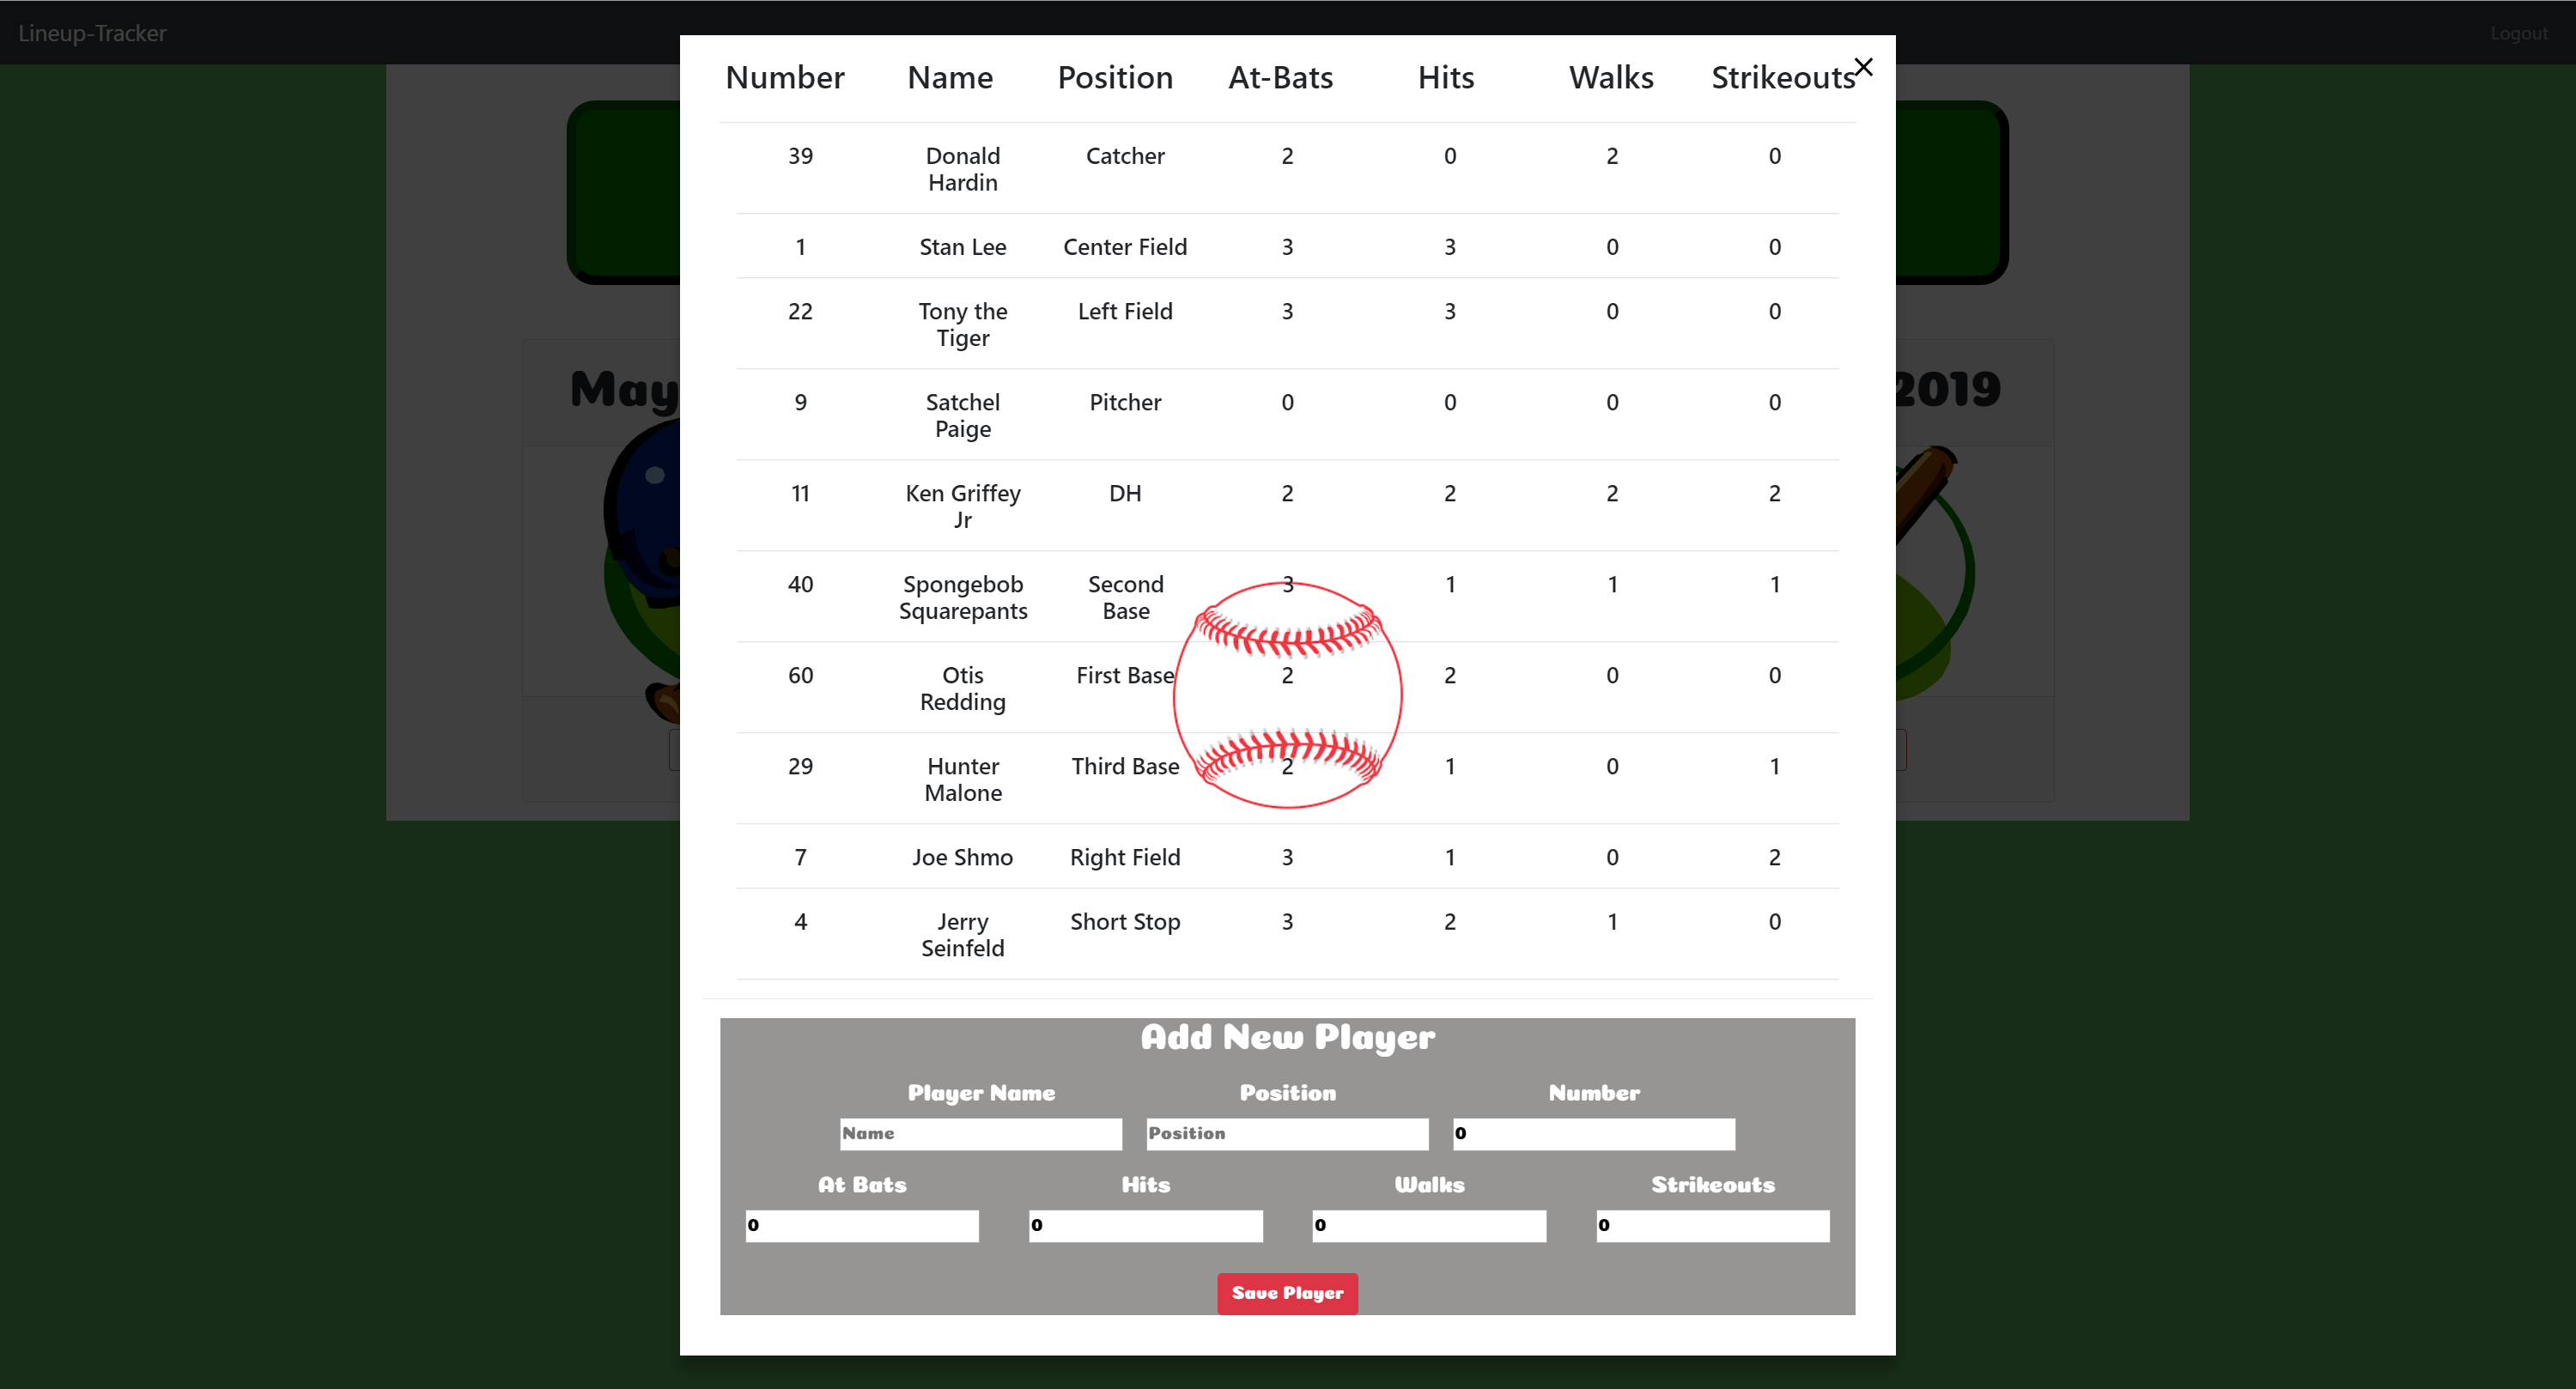 Lineup-Tracker
Logout
Number Name Position At-Bats Hits Walks Strikeouts
39 Donald Catcher 2 0 2 0
Hardin
1 Stan Lee Center Field 3 3 0 0
22 Tony the Left Field 3 3 0 0
Tiger
May 2019
9 Satchel Pitcher 0 0 0 0
Paige
11 Ken Griffey DH 2 2 2 2
Jr
40 Spongebob Second 3 1 1 1
Squarepants Base
60 Otis First Base 2 2 0 0
Redding
29 Hunter Third Base 2 1 0 1
Malone
7 Joe Shmo Right Field 3 1 0 2
4 Jerry Short Stop 3 2 1 0
Seinfeld
Add New Player
Player Name Position Number
Name Position 0
At Bats Hits Walks Strikeouts
0 0 0 0
Save Player